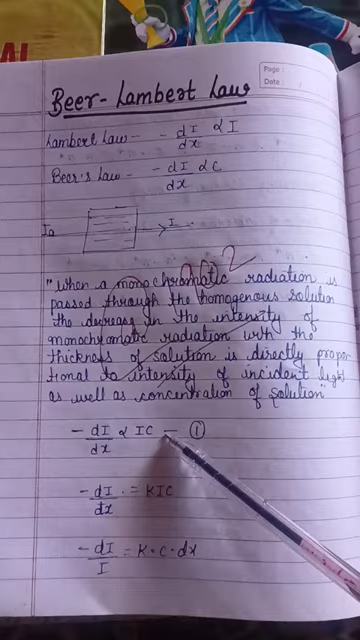 AL
Page:
Date:
Beer-Lambert Law
Lambert Law - - dI/dx ∝ I
Beer's Law - - dI/dx ∝ C
I₀ I
"When a monochromatic radiation is
passed through the homogenous solution
the decrease in the intensity of
monochromatic radiation with the
thickness of solution is directly propor
tional to intensity of incident light
as well as concentration of solution"
- dI/dx ∝ IC — ①
- dI/dx = KIC
- dI/I = K·C·dx